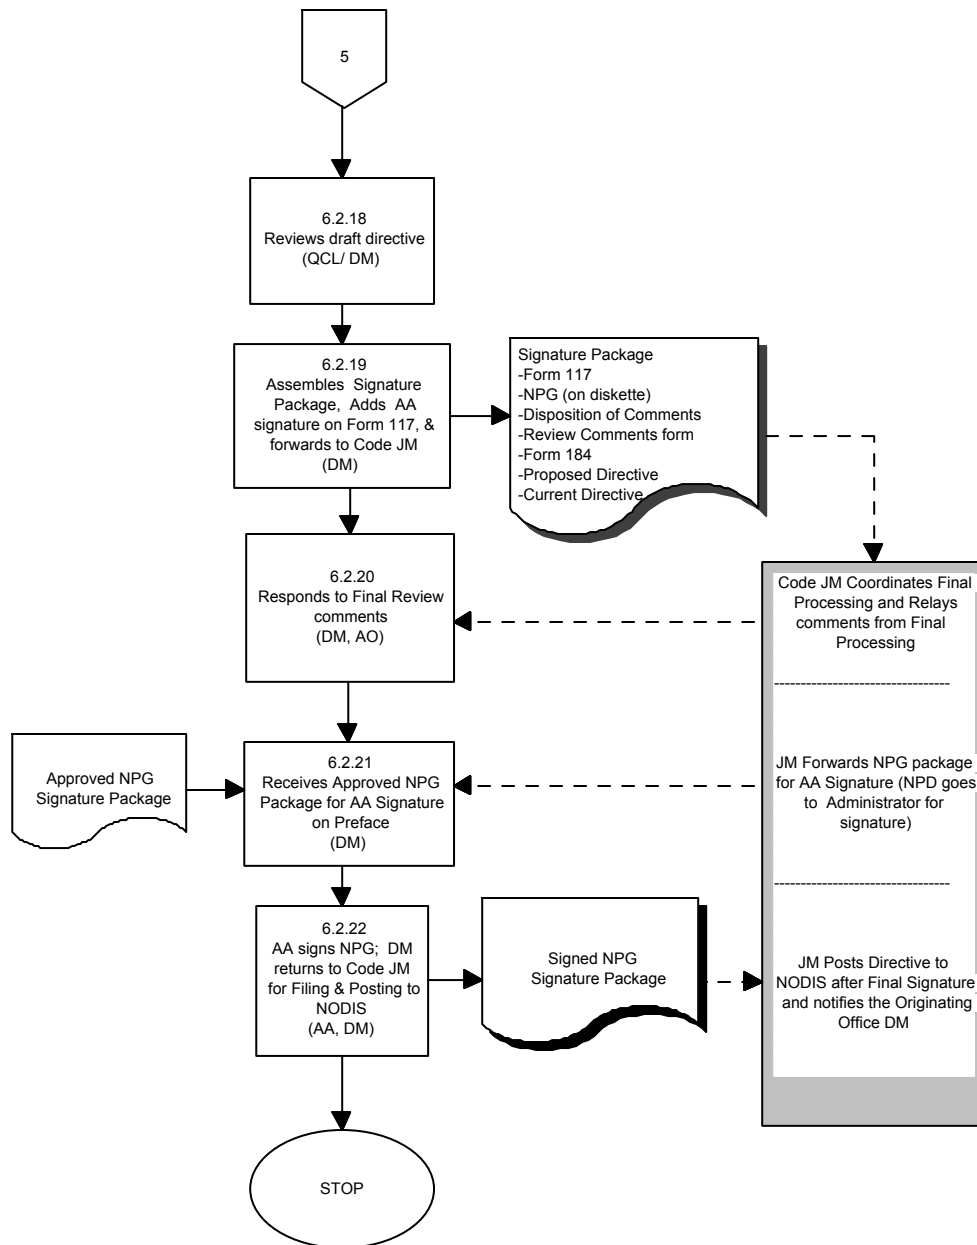 5
6.2.18
Reviews draft directive
(QCL/ DM)
6.2.19
Assembles Signature
Package, Adds AA
signature on Form 117, &
forwards to Code JM
(DM)
Signature Package
-Form 117
-NPG (on diskette)
-Disposition of Comments
-Review Comments form
-Form 184
-Proposed Directive
-Current Directive
6.2.20
Responds to Final Review
comments
(DM, AO)
Code JM Coordinates Final
Processing and Relays
comments from Final
Processing
Approved NPG
Signature Package
6.2.21
Receives Approved NPG
Package for AA Signature
on Preface
(DM)
JM Forwards NPG package
for AA Signature (NPD goes
to Administrator for
signature)
6.2.22
AA signs NPG; DM
returns to Code JM
for Filing & Posting to
NODIS
(AA, DM)
Signed NPG
Signature Package
JM Posts Directive to
NODIS after Final Signature
and notifies the Originating
Office DM
STOP